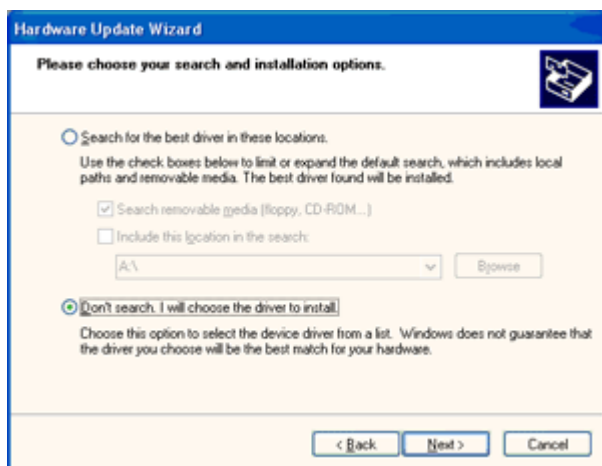 Hardware Update Wizard
Please choose your search and installation options.
Search for the best driver in these locations.
Use the check boxes below to limit or expand the default search, which includes local
paths and removable media. The best driver found will be installed.
Search removable media (floppy, CD-ROM...)
Include this location in the search:
A:\
Browse
Don't search. I will choose the driver to install.
Choose this option to select the device driver from a list. Windows does not guarantee that
the driver you choose will be the best match for your hardware.
< Back
Next >
Cancel